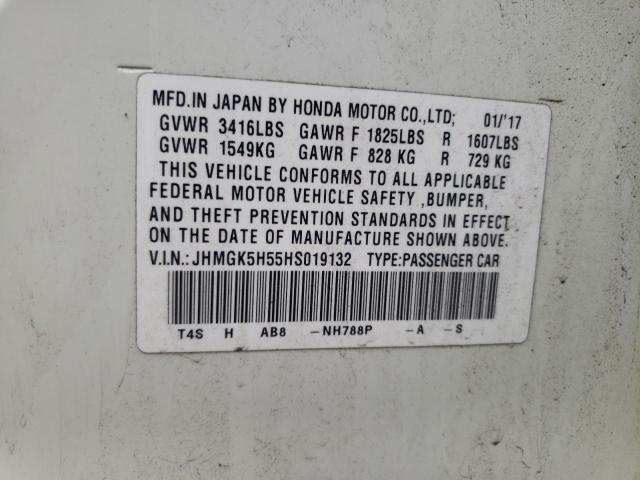 MFD.IN JAPAN BY HONDA MOTOR CO.,LTD; 01/'17
GVWR 3416LBS GAWR F 1825LBS R 1607LBS
GVWR 1549KG GAWR F 828 KG R 729 KG
THIS VEHICLE CONFORMS TO ALL APPLICABLE
FEDERAL MOTOR VEHICLE SAFETY ,BUMPER,
AND THEFT PREVENTION STANDARDS IN EFFECT
ON THE DATE OF MANUFACTURE SHOWN ABOVE.
V.I.N.: JHMGK5H55HS019132 TYPE:PASSENGER CAR
T4S H AB8 -NH788P -A -S